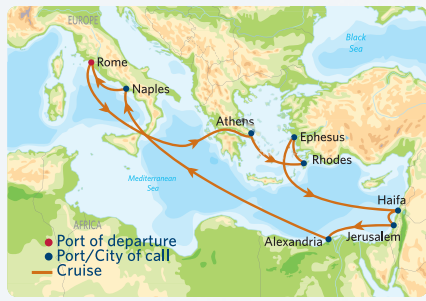 EUROPE
Black
Sea
Rome
Naples
Athens
Ephesus
Rhodes
Mediterranean
Sea
Haifa
AFRICA
Jerusalem
Alexandria
Port of departure
Port/City of call
Cruise